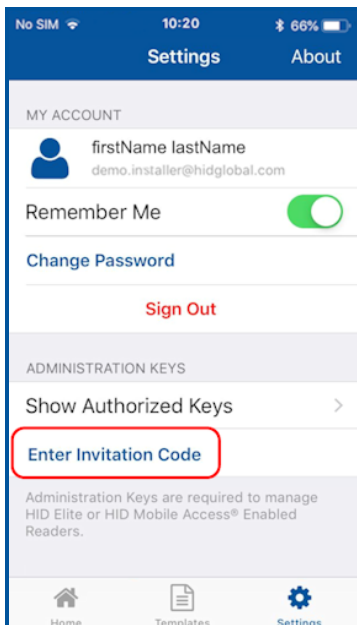 No SIM 10:20 66%
Settings About
MY ACCOUNT
firstName lastName
demo.installer@hidglobal.com
Remember Me
Change Password
Sign Out
ADMINISTRATION KEYS
Show Authorized Keys
Enter Invitation Code
Administration Keys are required to manage
HID Elite or HID Mobile Access® Enabled
Readers.
Home Templates Settings